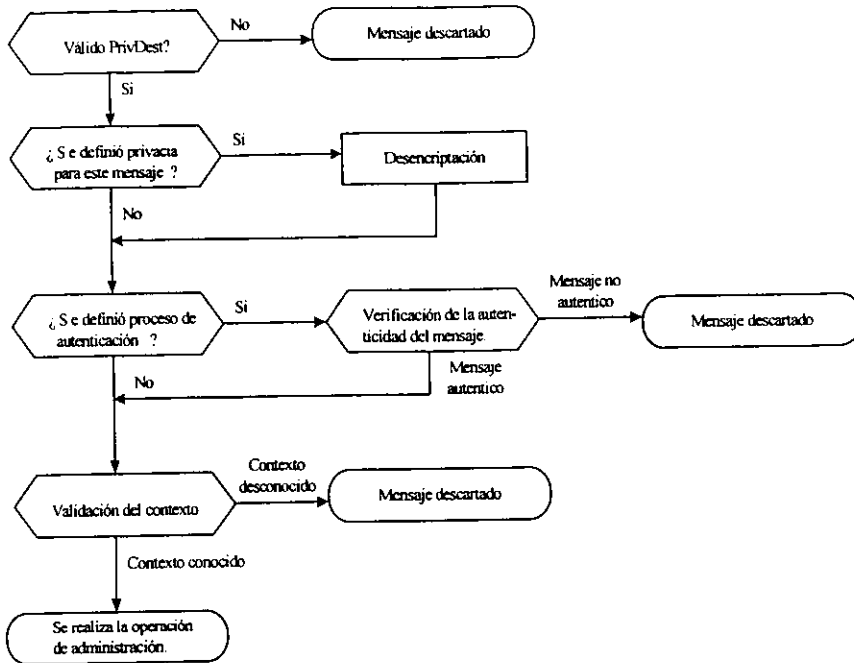 Válido PrivDest?
No
Mensaje descartado
Si
¿ S e definió privacia
para este mensaje ?
Si
Desencriptación
No
¿ S e definió proceso de
autenticación ?
Si
Verificación de la auten-
ticidad del mensaje.
Mensaje no
autentico
Mensaje descartado
No
Mensaje
autentico
Validación del contexto
Contexto
desconocido
Mensaje descartado
Contexto conocido
Se realiza la operación
de administración.